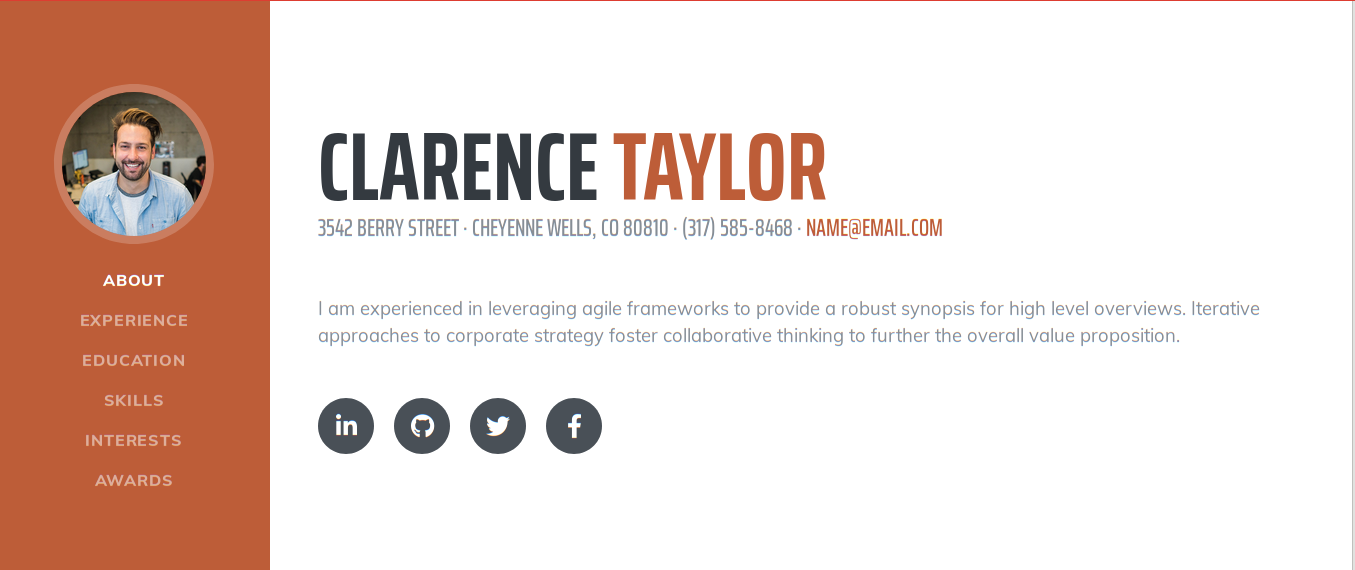 CLARENCE TAYLOR
3542 BERRY STREET · CHEYENNE WELLS, CO 80810 · (317) 585-8468 · NAME@EMAIL.COM
ABOUT
EXPERIENCE
EDUCATION
SKILLS
INTERESTS
AWARDS
I am experienced in leveraging agile frameworks to provide a robust synopsis for high level overviews. Iterative
approaches to corporate strategy foster collaborative thinking to further the overall value proposition.
in